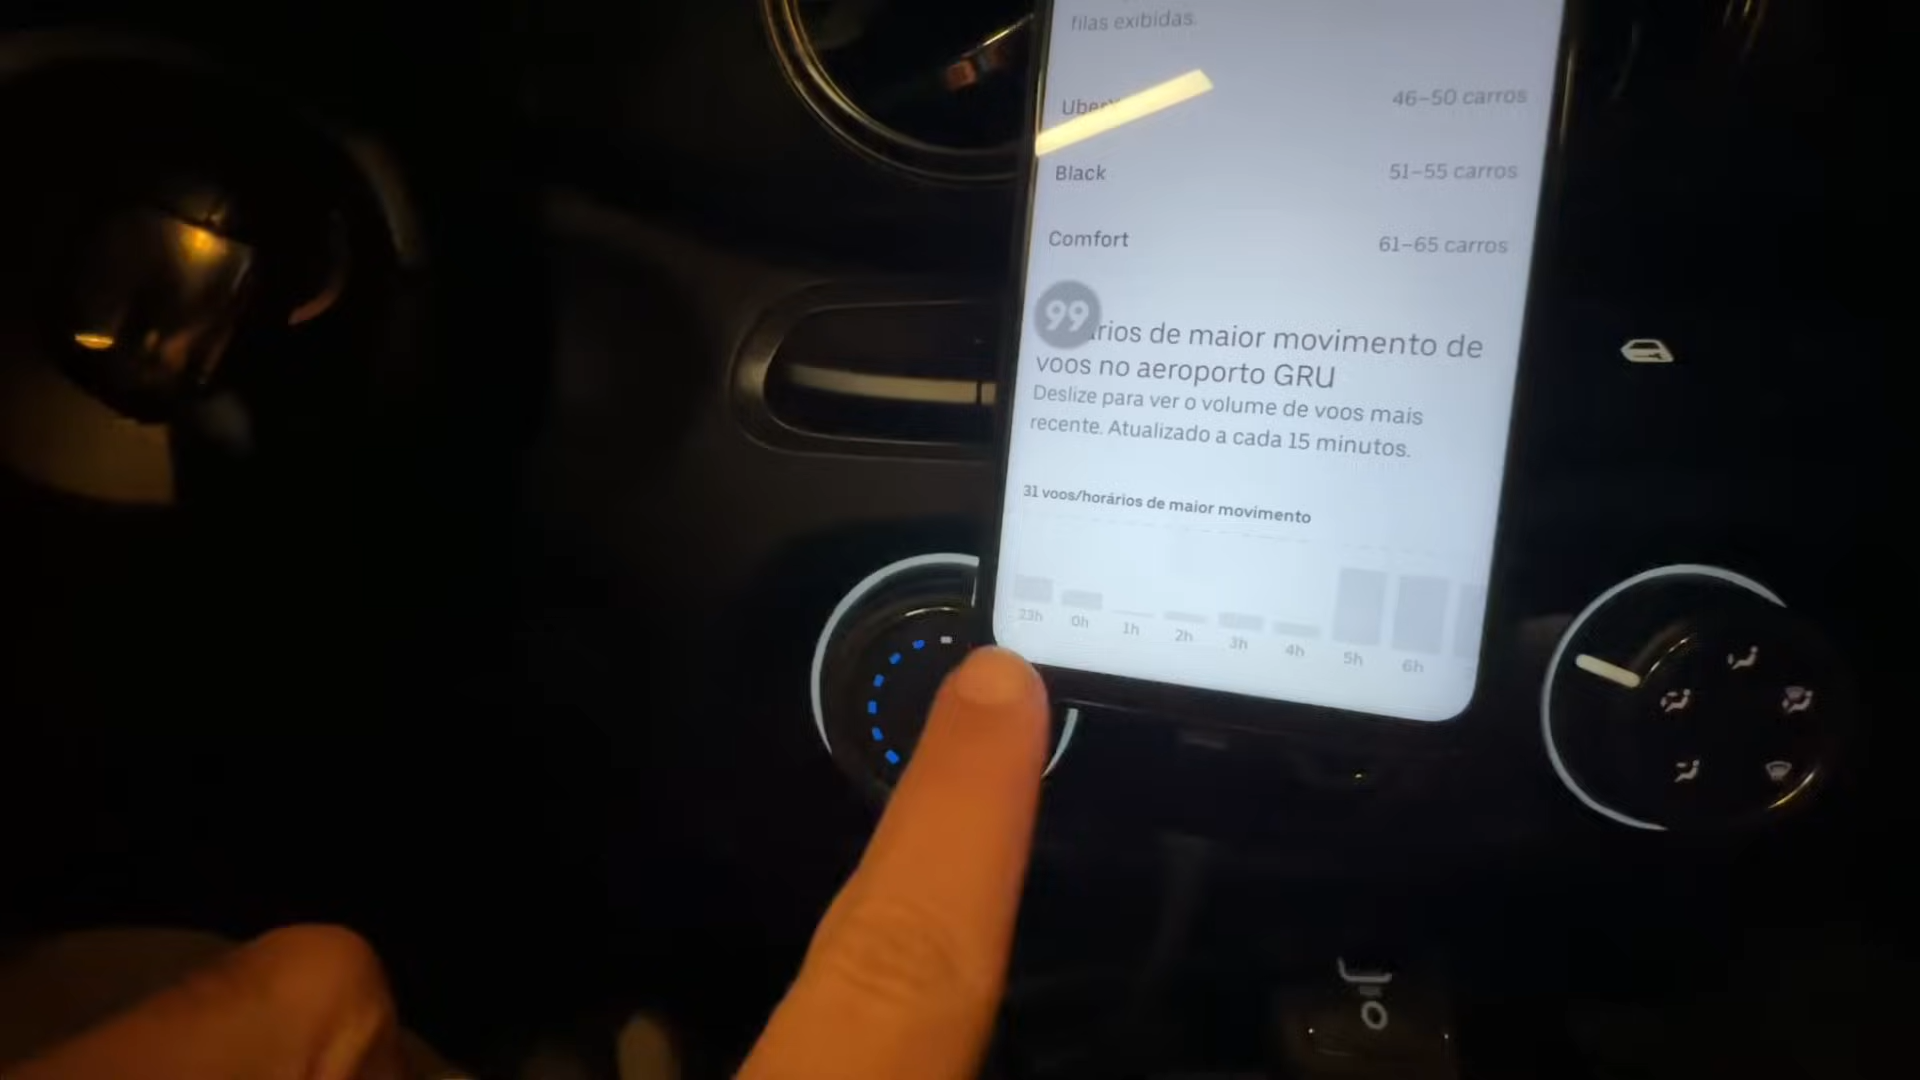 filas exibidas.
46–50 carros
Black
51–55 carros
Comfort
61–65 carros
99
rios de maior movimento de
voos no aeroporto GRU
Deslize para ver o volume de voos mais
recente. Atualizado a cada 15 minutos.
31 voos/horários de maior movimento
23h 0h 1h 2h 3h 4h 5h 6h